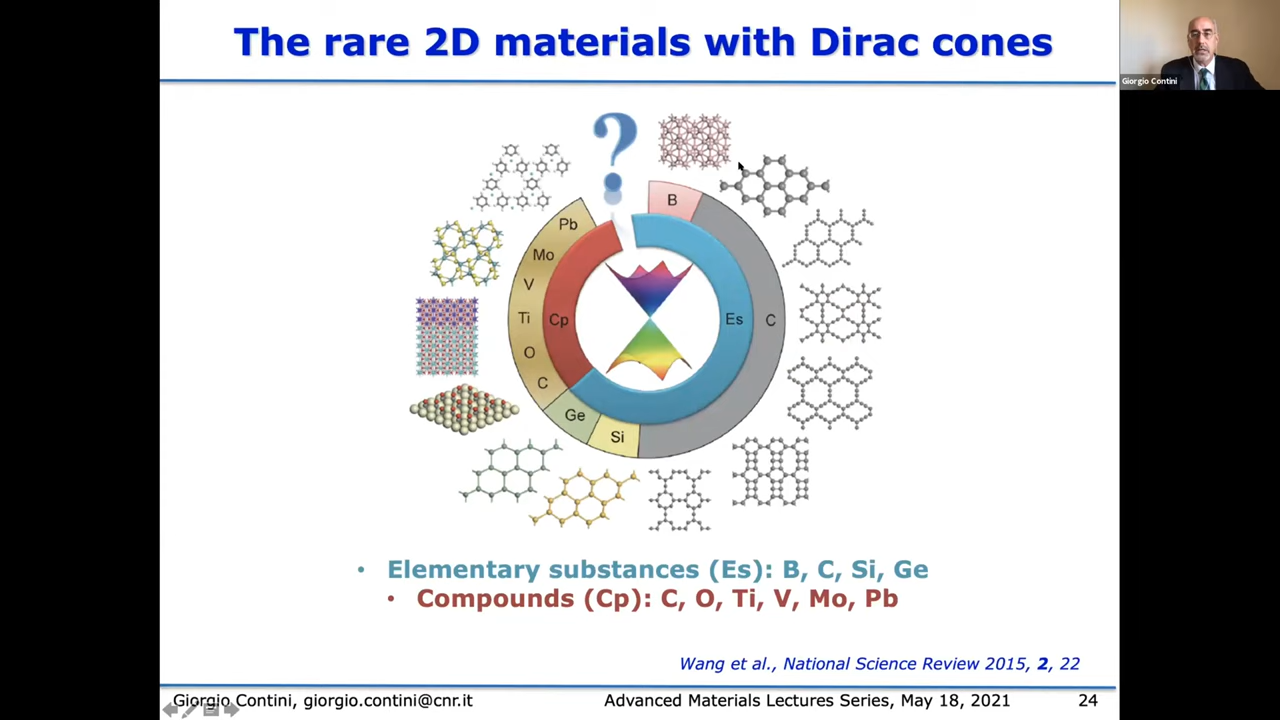 The rare 2D materials with Dirac cones
Giorgio Contini
?
B
Pb
Mo
V
Ti
O
C
Cp
Es
C
Ge
Si
• Elementary substances (Es): B, C, Si, Ge
• Compounds (Cp): C, O, Ti, V, Mo, Pb
Wang et al., National Science Review 2015, 2, 22
Giorgio Contini, giorgio.contini@cnr.it
Advanced Materials Lectures Series, May 18, 2021
24